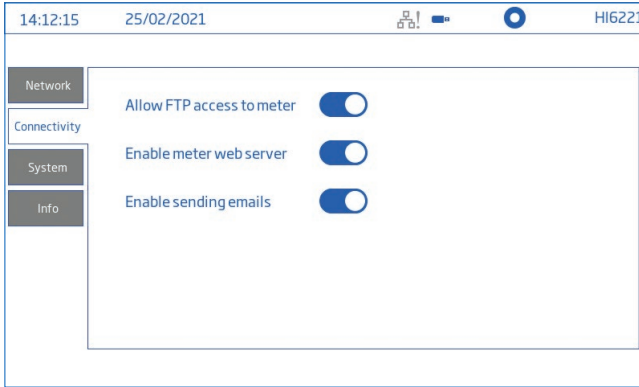 14:12:15 25/02/2021 HI6221
Network
Allow FTP access to meter
Connectivity
Enable meter web server
System
Enable sending emails
Info